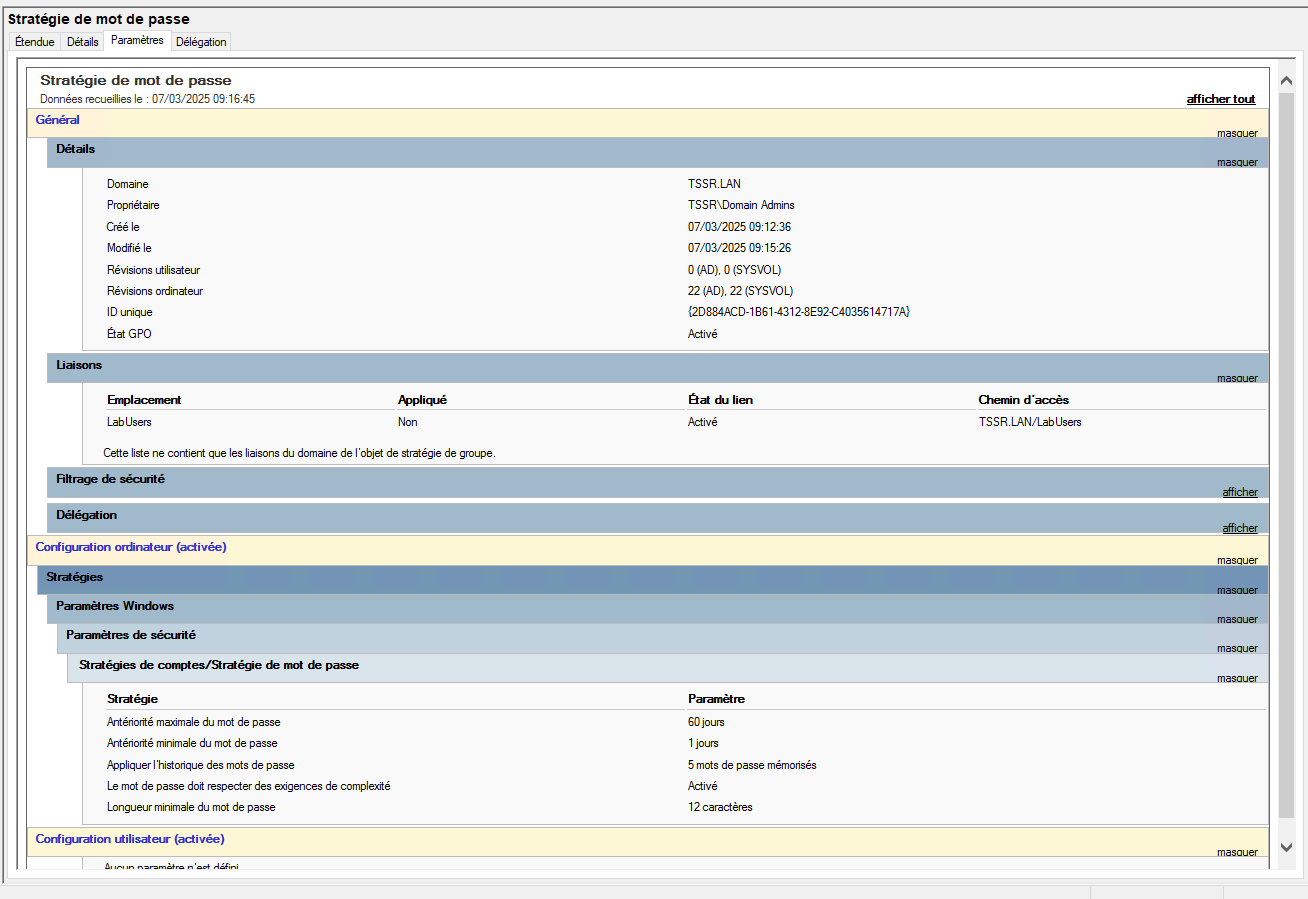 Stratégie de mot de passe
Étendue Détails Paramètres Délégation
Stratégie de mot de passe
Données recueillies le : 07/03/2025 09:16:45 afficher tout
Général
masquer
Détails
masquer
Domaine TSSR.LAN
Propriétaire TSSR\Domain Admins
Créé le 07/03/2025 09:12:36
Modifié le 07/03/2025 09:15:26
Révisions utilisateur 0 (AD), 0 (SYSVOL)
Révisions ordinateur 22 (AD), 22 (SYSVOL)
ID unique {2D884ACD-1B61-4312-8E92-C4035614717A}
État GPO Activé
Liaisons
masquer
Emplacement Appliqué État du lien Chemin d'accès
LabUsers Non Activé TSSR.LAN/LabUsers
Cette liste ne contient que les liaisons du domaine de l'objet de stratégie de groupe.
Filtrage de sécurité
afficher
Délégation
afficher
Configuration ordinateur (activée)
masquer
Stratégies
masquer
Paramètres Windows
masquer
Paramètres de sécurité
masquer
Stratégies de comptes/Stratégie de mot de passe
masquer
Stratégie Paramètre
Antériorité maximale du mot de passe 60 jours
Antériorité minimale du mot de passe 1 jours
Appliquer l'historique des mots de passe 5 mots de passe mémorisés
Le mot de passe doit respecter des exigences de complexité Activé
Longueur minimale du mot de passe 12 caractères
Configuration utilisateur (activée)
masquer
Aucun paramètre n'est défini